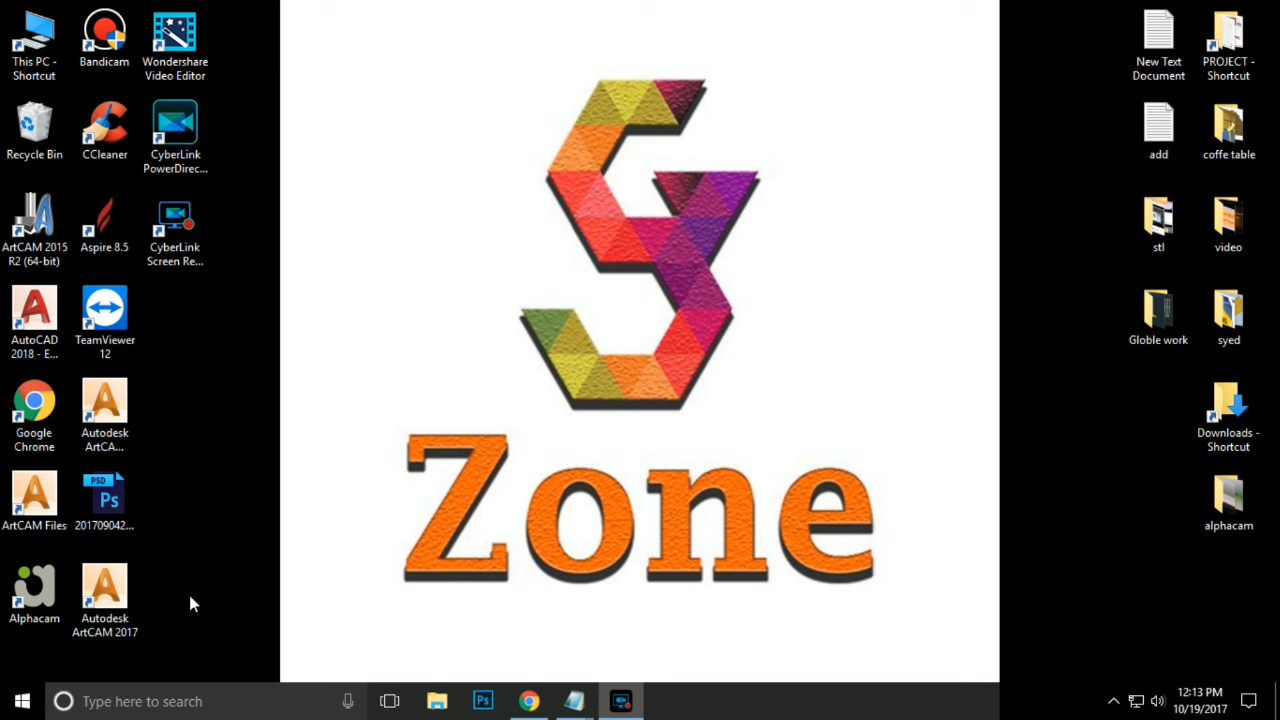 This PC -
Shortcut
Bandicam
Wondershare
Video Editor
Recycle Bin
CCleaner
CyberLink
PowerDirec...
ArtCAM 2015
R2 (64-bit)
Aspire 8.5
CyberLink
Screen Re...
AutoCAD
2018 - E...
TeamViewer
12
Google
Chrome
Autodesk
ArtCA...
ArtCAM Files
PSD
Ps
201709042...
Alphacam
Autodesk
ArtCAM 2017
Zone
New Text
Document
PROJECT -
Shortcut
add
coffe table
stl
video
Globle work
syed
Downloads -
Shortcut
alphacam
Type here to search
Ps
12:13 PM
10/19/2017